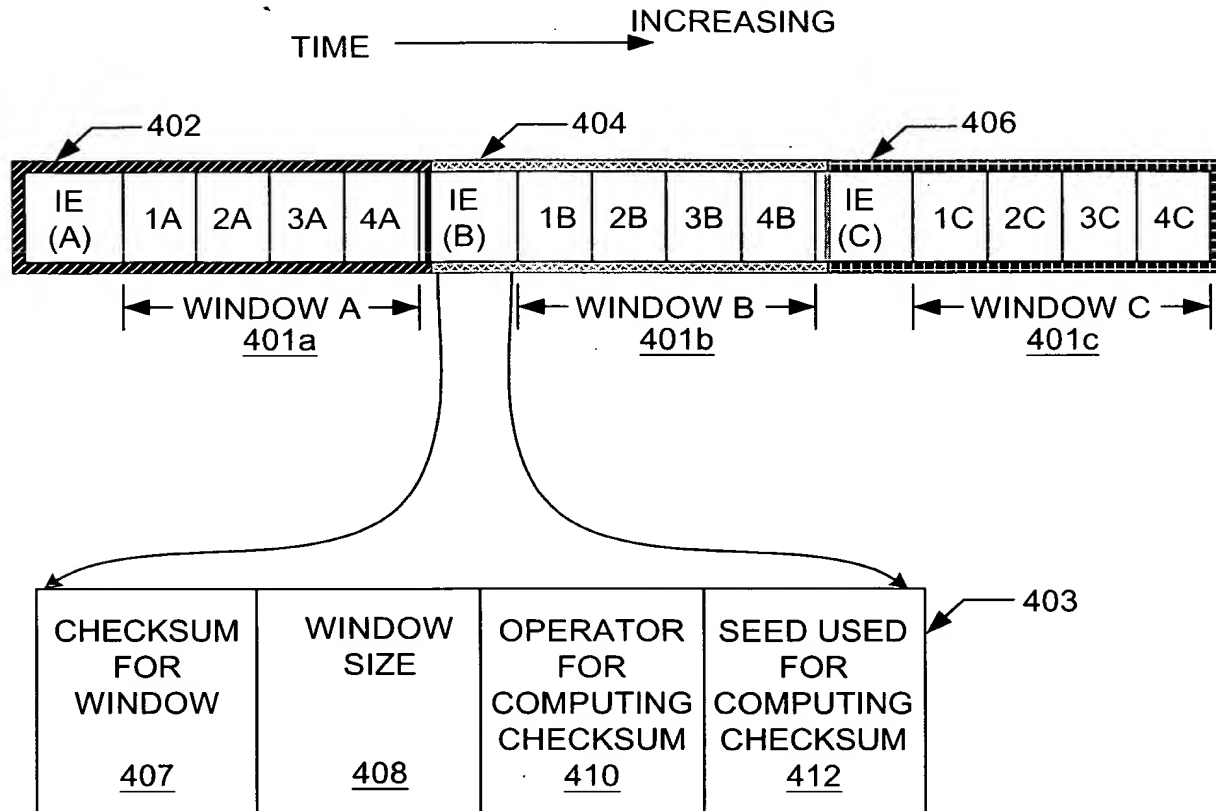 TIME INCREASING
402 404 406
IE (A) 1A 2A 3A 4A IE (B) 1B 2B 3B 4B IE (C) 1C 2C 3C 4C
WINDOW A WINDOW B WINDOW C
401a 401b 401c
403
CHECKSUM FOR WINDOW 407
WINDOW SIZE 408
OPERATOR FOR COMPUTING CHECKSUM 410
SEED USED FOR COMPUTING CHECKSUM 412